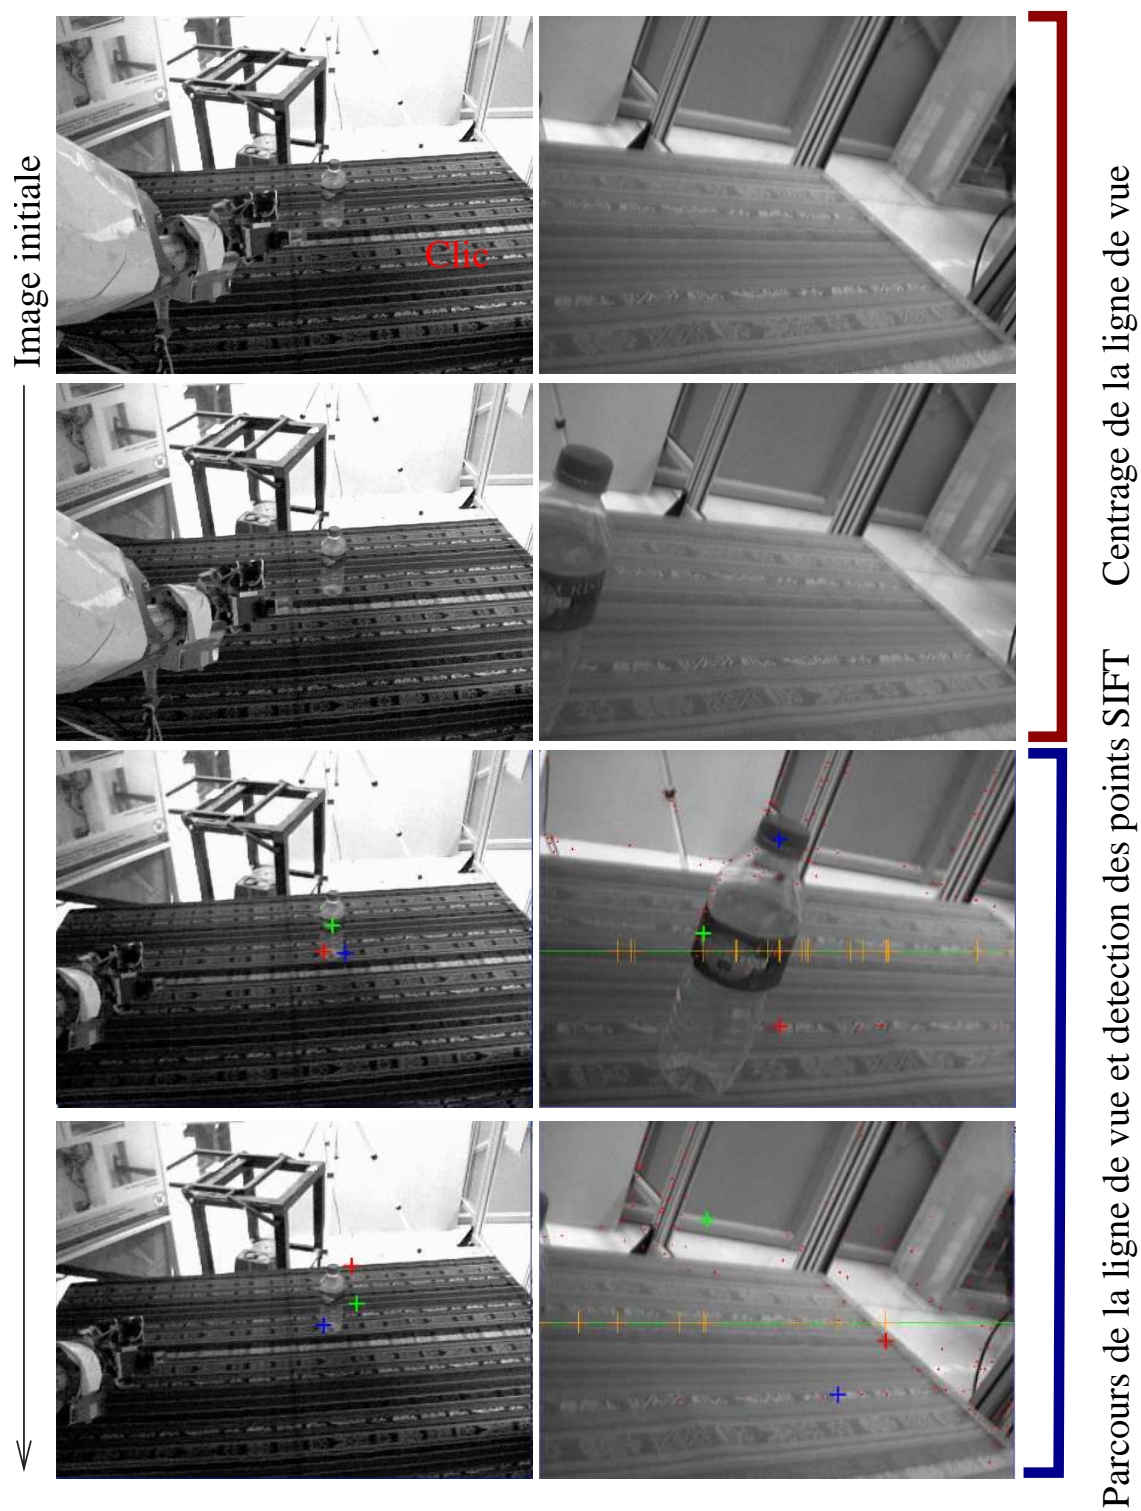 Image initiale
Clic
Centrage de la ligne de vue
Parcours de la ligne de vue et detection des points SIFT
CRIS